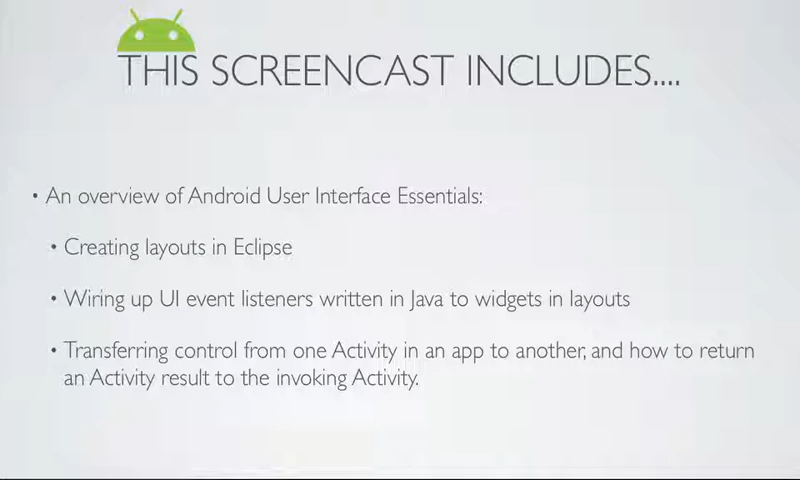 THIS SCREENCAST INCLUDES....
• An overview of Android User Interface Essentials:
• Creating layouts in Eclipse
• Wiring up UI event listeners written in Java to widgets in layouts
• Transferring control from one Activity in an app to another, and how to return
an Activity result to the invoking Activity.